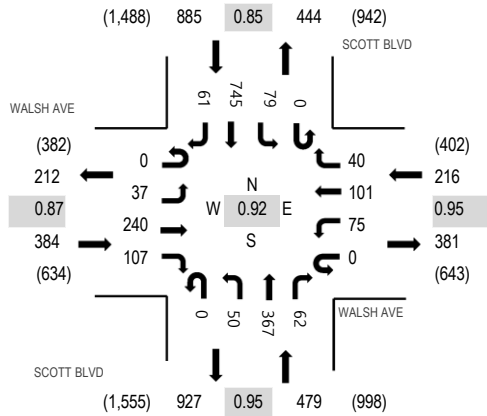 (1,488) 885 0.85 444 (942)
SCOTT BLVD
61 745 79 0
WALSH AVE
(382)
212
0.87
384
(634)
0
37
240
107
N
W 0.92 E
S
40
101
75
0
(402)
216
0.95
381
(643)
0 50 367 62
WALSH AVE
SCOTT BLVD
(1,555) 927 0.95 479 (998)